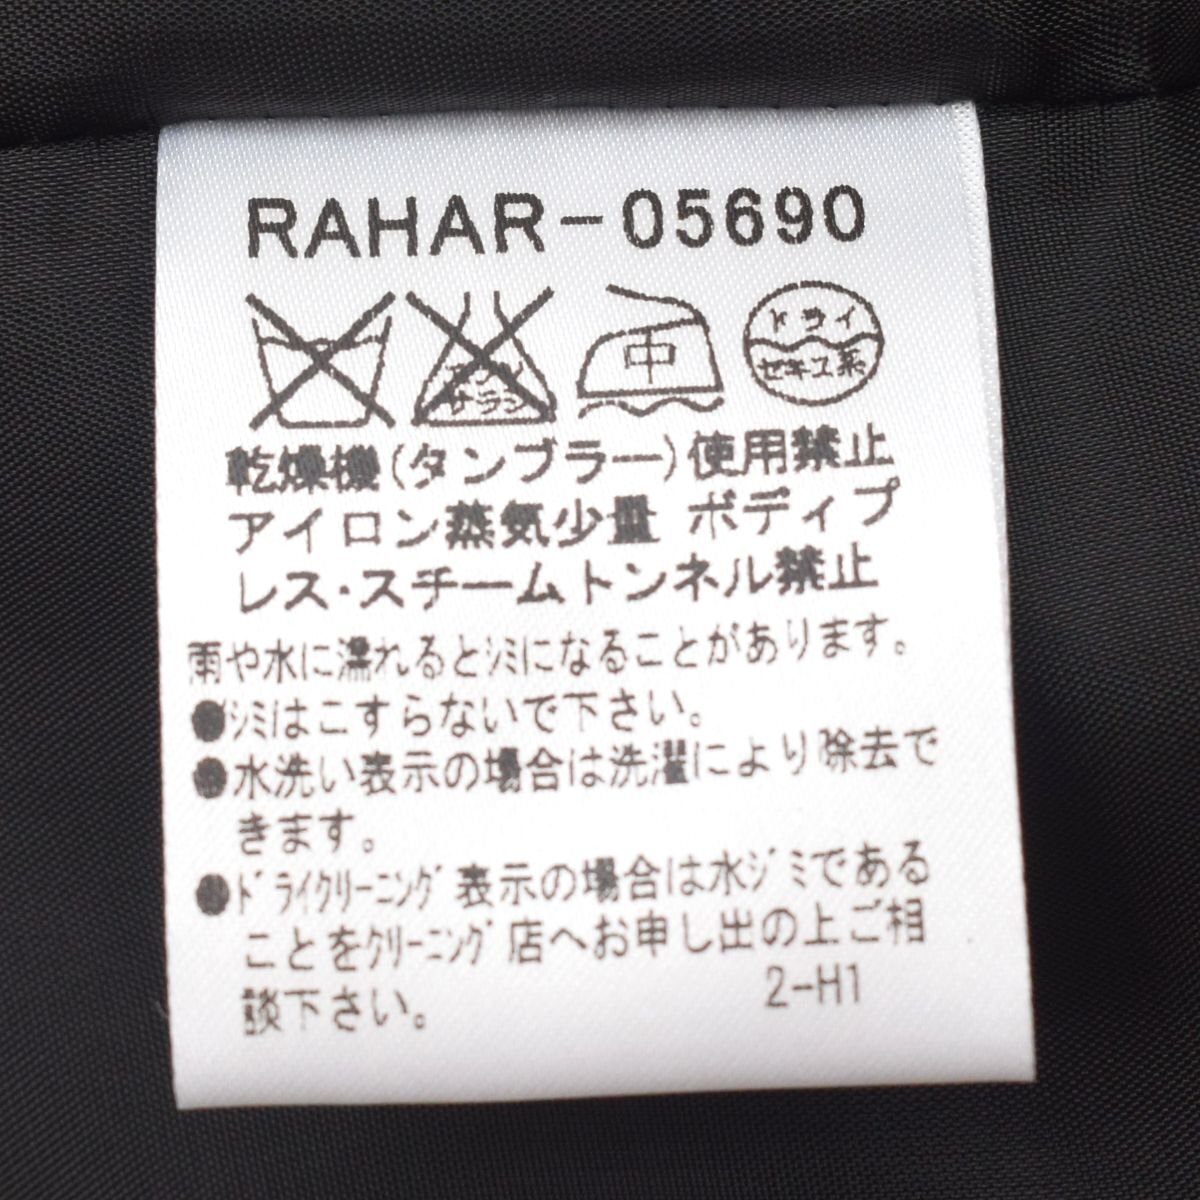 RAHAR-05690
エンソ
サラシ
中
ドライ
セキユ系
乾燥機(タンブラー)使用禁止
アイロン蒸気少量 ボディプ
レス・スチームトンネル禁止
雨や水に濡れるとシミになることがあります。
●シミはこすらないで下さい。
●水洗い表示の場合は洗濯により除去で
きます。
●ドライクリーニング表示の場合は水ジミである
ことをクリーニング店へお申し出の上ご相
談下さい。
2-H1